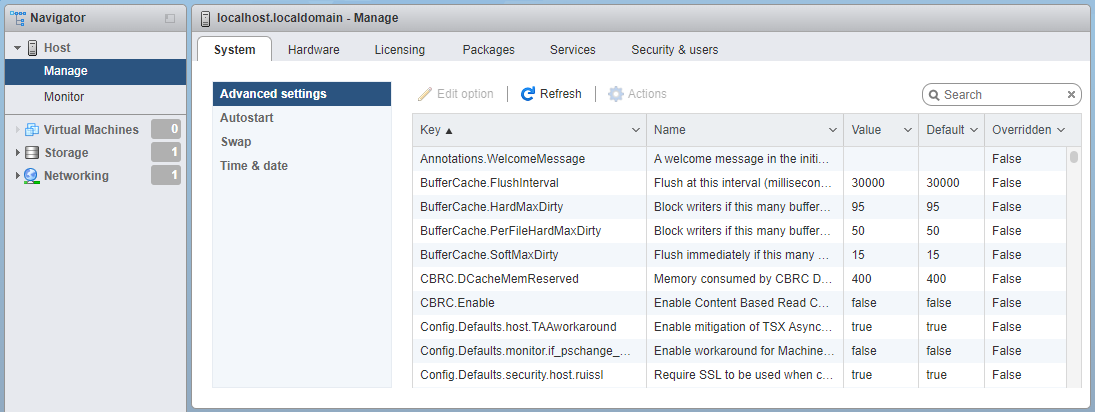 Navigator
Host
Manage
Monitor
Virtual Machines 0
Storage 1
Networking 1
localhost.localdomain - Manage
System Hardware Licensing Packages Services Security & users
Advanced settings
Autostart
Swap
Time & date
Edit option Refresh Actions Search
Key Name Value Default Overridden
Annotations.WelcomeMessage A welcome message in the initi... False
BufferCache.FlushInterval Flush at this interval (millisecon... 30000 30000 False
BufferCache.HardMaxDirty Block writers if this many buffer... 95 95 False
BufferCache.PerFileHardMaxDirty Block writers if this many buffer... 50 50 False
BufferCache.SoftMaxDirty Flush immediately if this many ... 15 15 False
CBRC.DCacheMemReserved Memory consumed by CBRC D... 400 400 False
CBRC.Enable Enable Content Based Read C... false false False
Config.Defaults.host.TAAworkaround Enable mitigation of TSX Async... true true False
Config.Defaults.monitor.if_pschange_... Enable workaround for Machine... false false False
Config.Defaults.security.host.ruissl Require SSL to be used when c... true true False